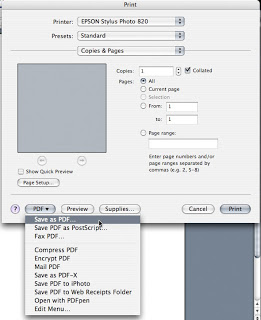 Print
Printer: EPSON Stylus Photo 820
Presets: Standard
Copies & Pages
Copies: 1 Collated
Pages: All
Current page
Selection
From: 1
to: 1
Page range:
Enter page numbers and/or
page ranges separated by
commas (e.g. 2, 5–8)
Show Quick Preview
Page Setup...
? PDF Preview Supplies... Cancel Print
Save as PDF...
Save PDF as PostScript...
Fax PDF...
Compress PDF
Encrypt PDF
Mail PDF
Save as PDF-X
Save PDF to iPhoto
Save PDF to Web Receipts Folder
Open with PDFpen
Edit Menu...